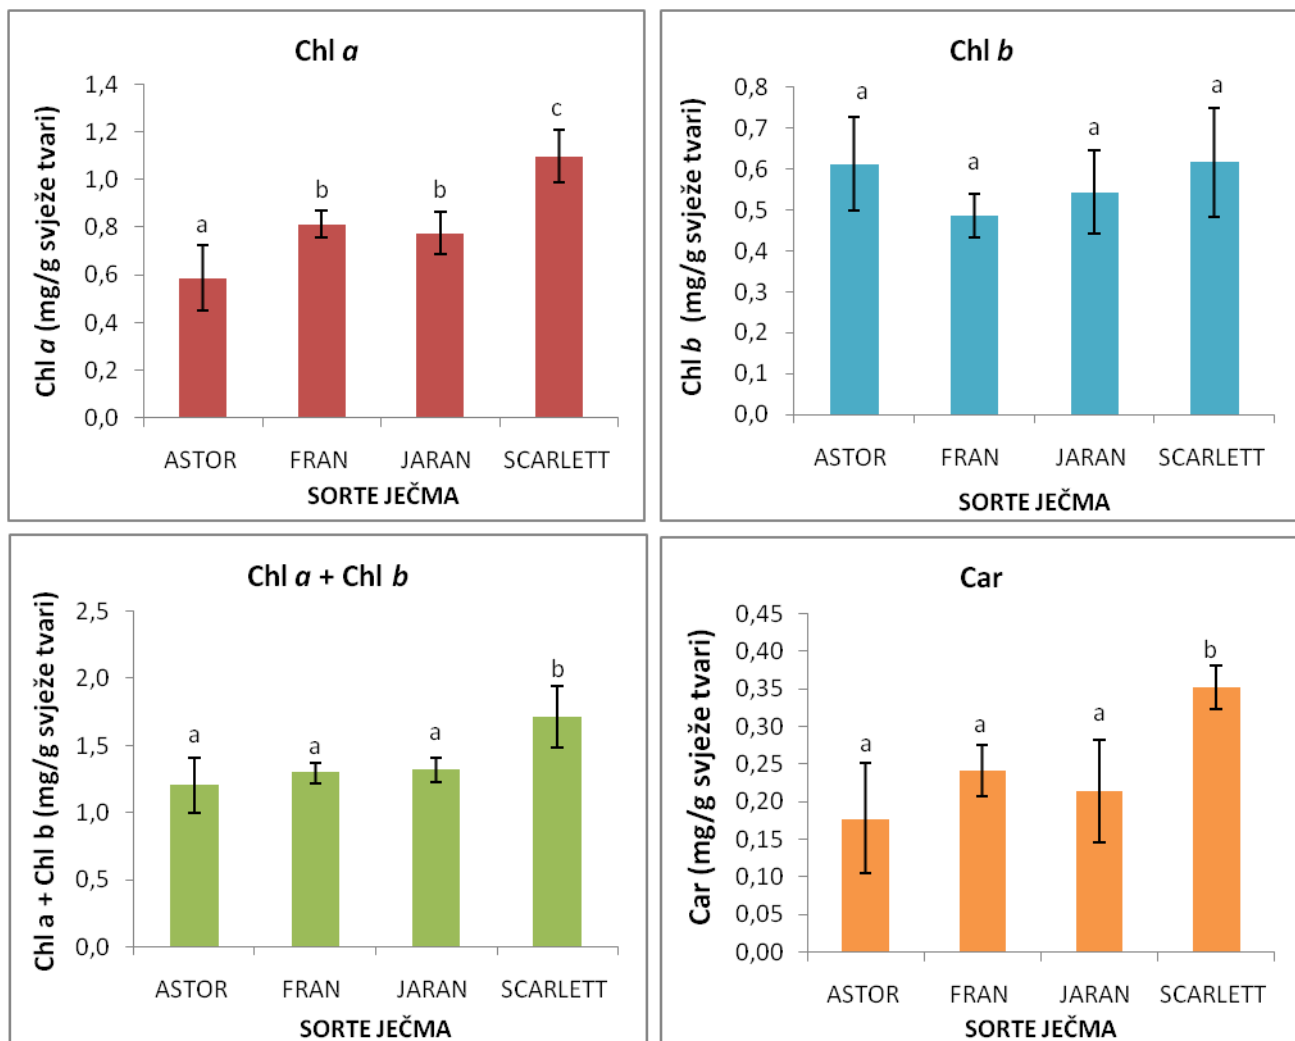 Chl a
Chl a (mg/g svježe tvari)
1,4
1,2
1,0
0,8
0,6
0,4
0,2
0,0
a
b
b
c
ASTOR FRAN JARAN SCARLETT
SORTE JEČMA
Chl b
Chl b (mg/g svježe tvari)
0,8
0,7
0,6
0,5
0,4
0,3
0,2
0,1
0,0
a
a
a
a
ASTOR FRAN JARAN SCARLETT
SORTE JEČMA
Chl a + Chl b
Chl a + Chl b (mg/g svježe tvari)
2,5
2,0
1,5
1,0
0,5
0,0
a
a
a
b
ASTOR FRAN JARAN SCARLETT
SORTE JEČMA
Car
Car (mg/g svježe tvari)
0,45
0,40
0,35
0,30
0,25
0,20
0,15
0,10
0,05
0,00
a
a
a
b
ASTOR FRAN JARAN SCARLETT
SORTE JEČMA